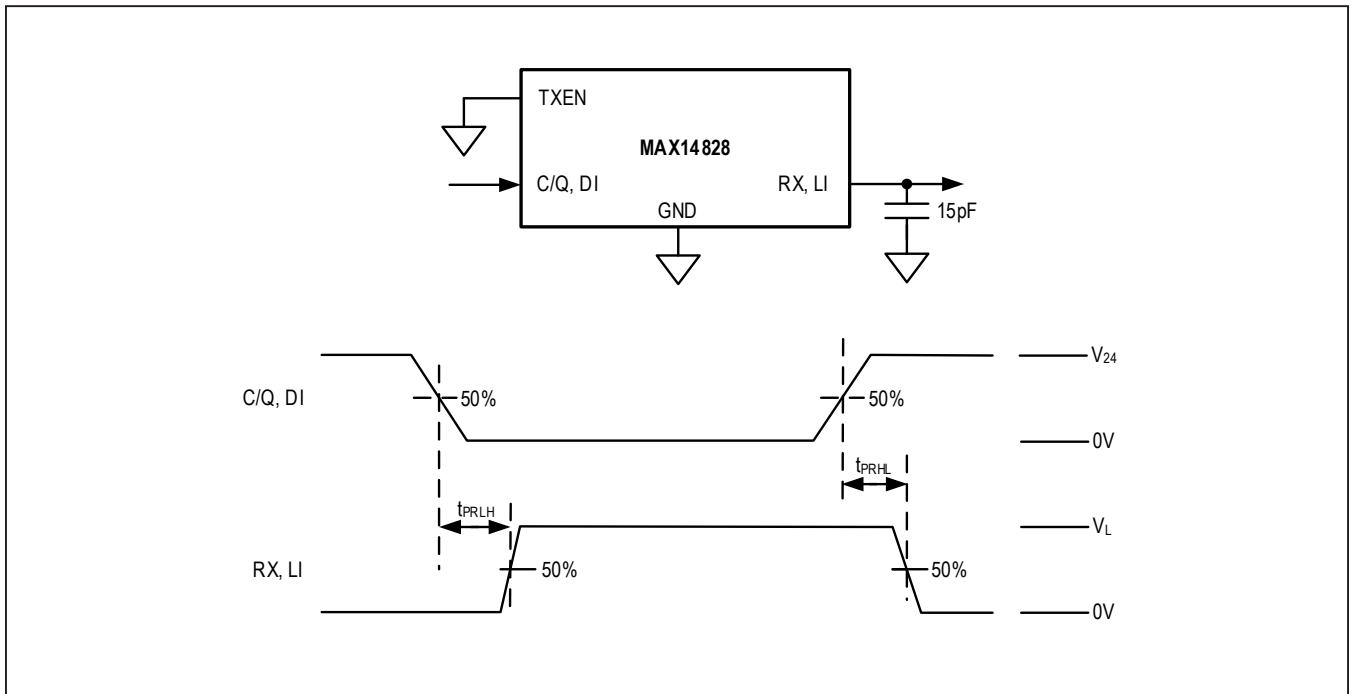 TXEN
MAX14828
C/Q, DI
RX, LI
GND
15pF
V24
C/Q, DI
50%
50%
0V
tPRHL
tPRLH
VL
RX, LI
50%
50%
0V